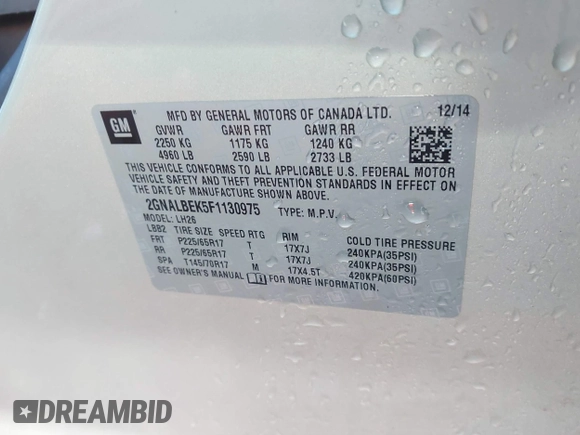 GM
MFD BY GENERAL MOTORS OF CANADA LTD. 12/14
GVWR GAWR FRT GAWR RR
2250 KG 1175 KG 1240 KG
4960 LB 2590 LB 2733 LB
THIS VEHICLE CONFORMS TO ALL APPLICABLE U.S. FEDERAL MOTOR
VEHICLE SAFETY AND THEFT PREVENTION STANDARDS IN EFFECT ON
THE DATE OF MANUFACTURE SHOWN ABOVE.
2GNALBEK5F1130975 TYPE: M.P.V.
MODEL: LH26
LBB2 TIRE SIZE SPEED RTG RIM COLD TIRE PRESSURE
FRT P225/65R17 T 17X7J 240KPA(35PSI)
RR P225/65R17 T 17X7J 240KPA(35PSI)
SPA T145/70R17 M 17X4.5T 420KPA(60PSI)
SEE OWNER'S MANUAL FOR MORE INFORMATION.
DREAMBID